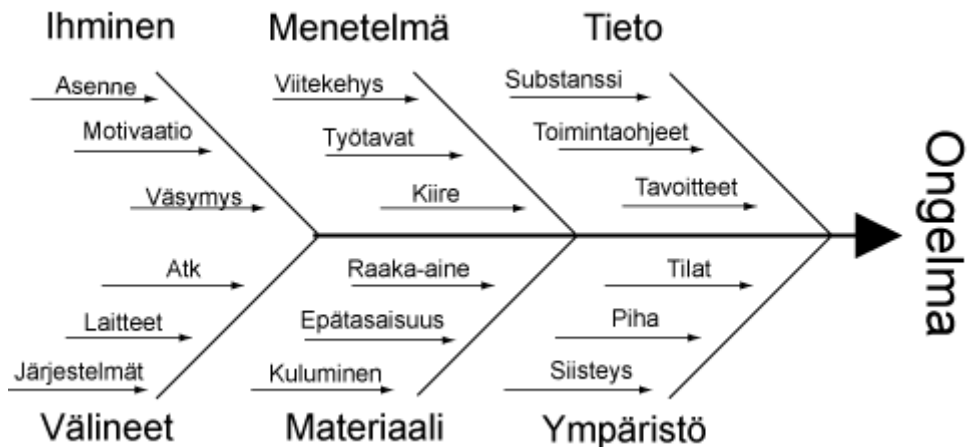 Ihminen
Menetelmä
Tieto
Asenne
Motivaatio
Väsymys
Viitekehys
Työtavat
Kiire
Substanssi
Toimintaohjeet
Tavoitteet
Ongelma
Atk
Laitteet
Järjestelmät
Raaka-aine
Epätasaisuus
Kuluminen
Tilat
Piha
Siisteys
Välineet
Materiaali
Ympäristö